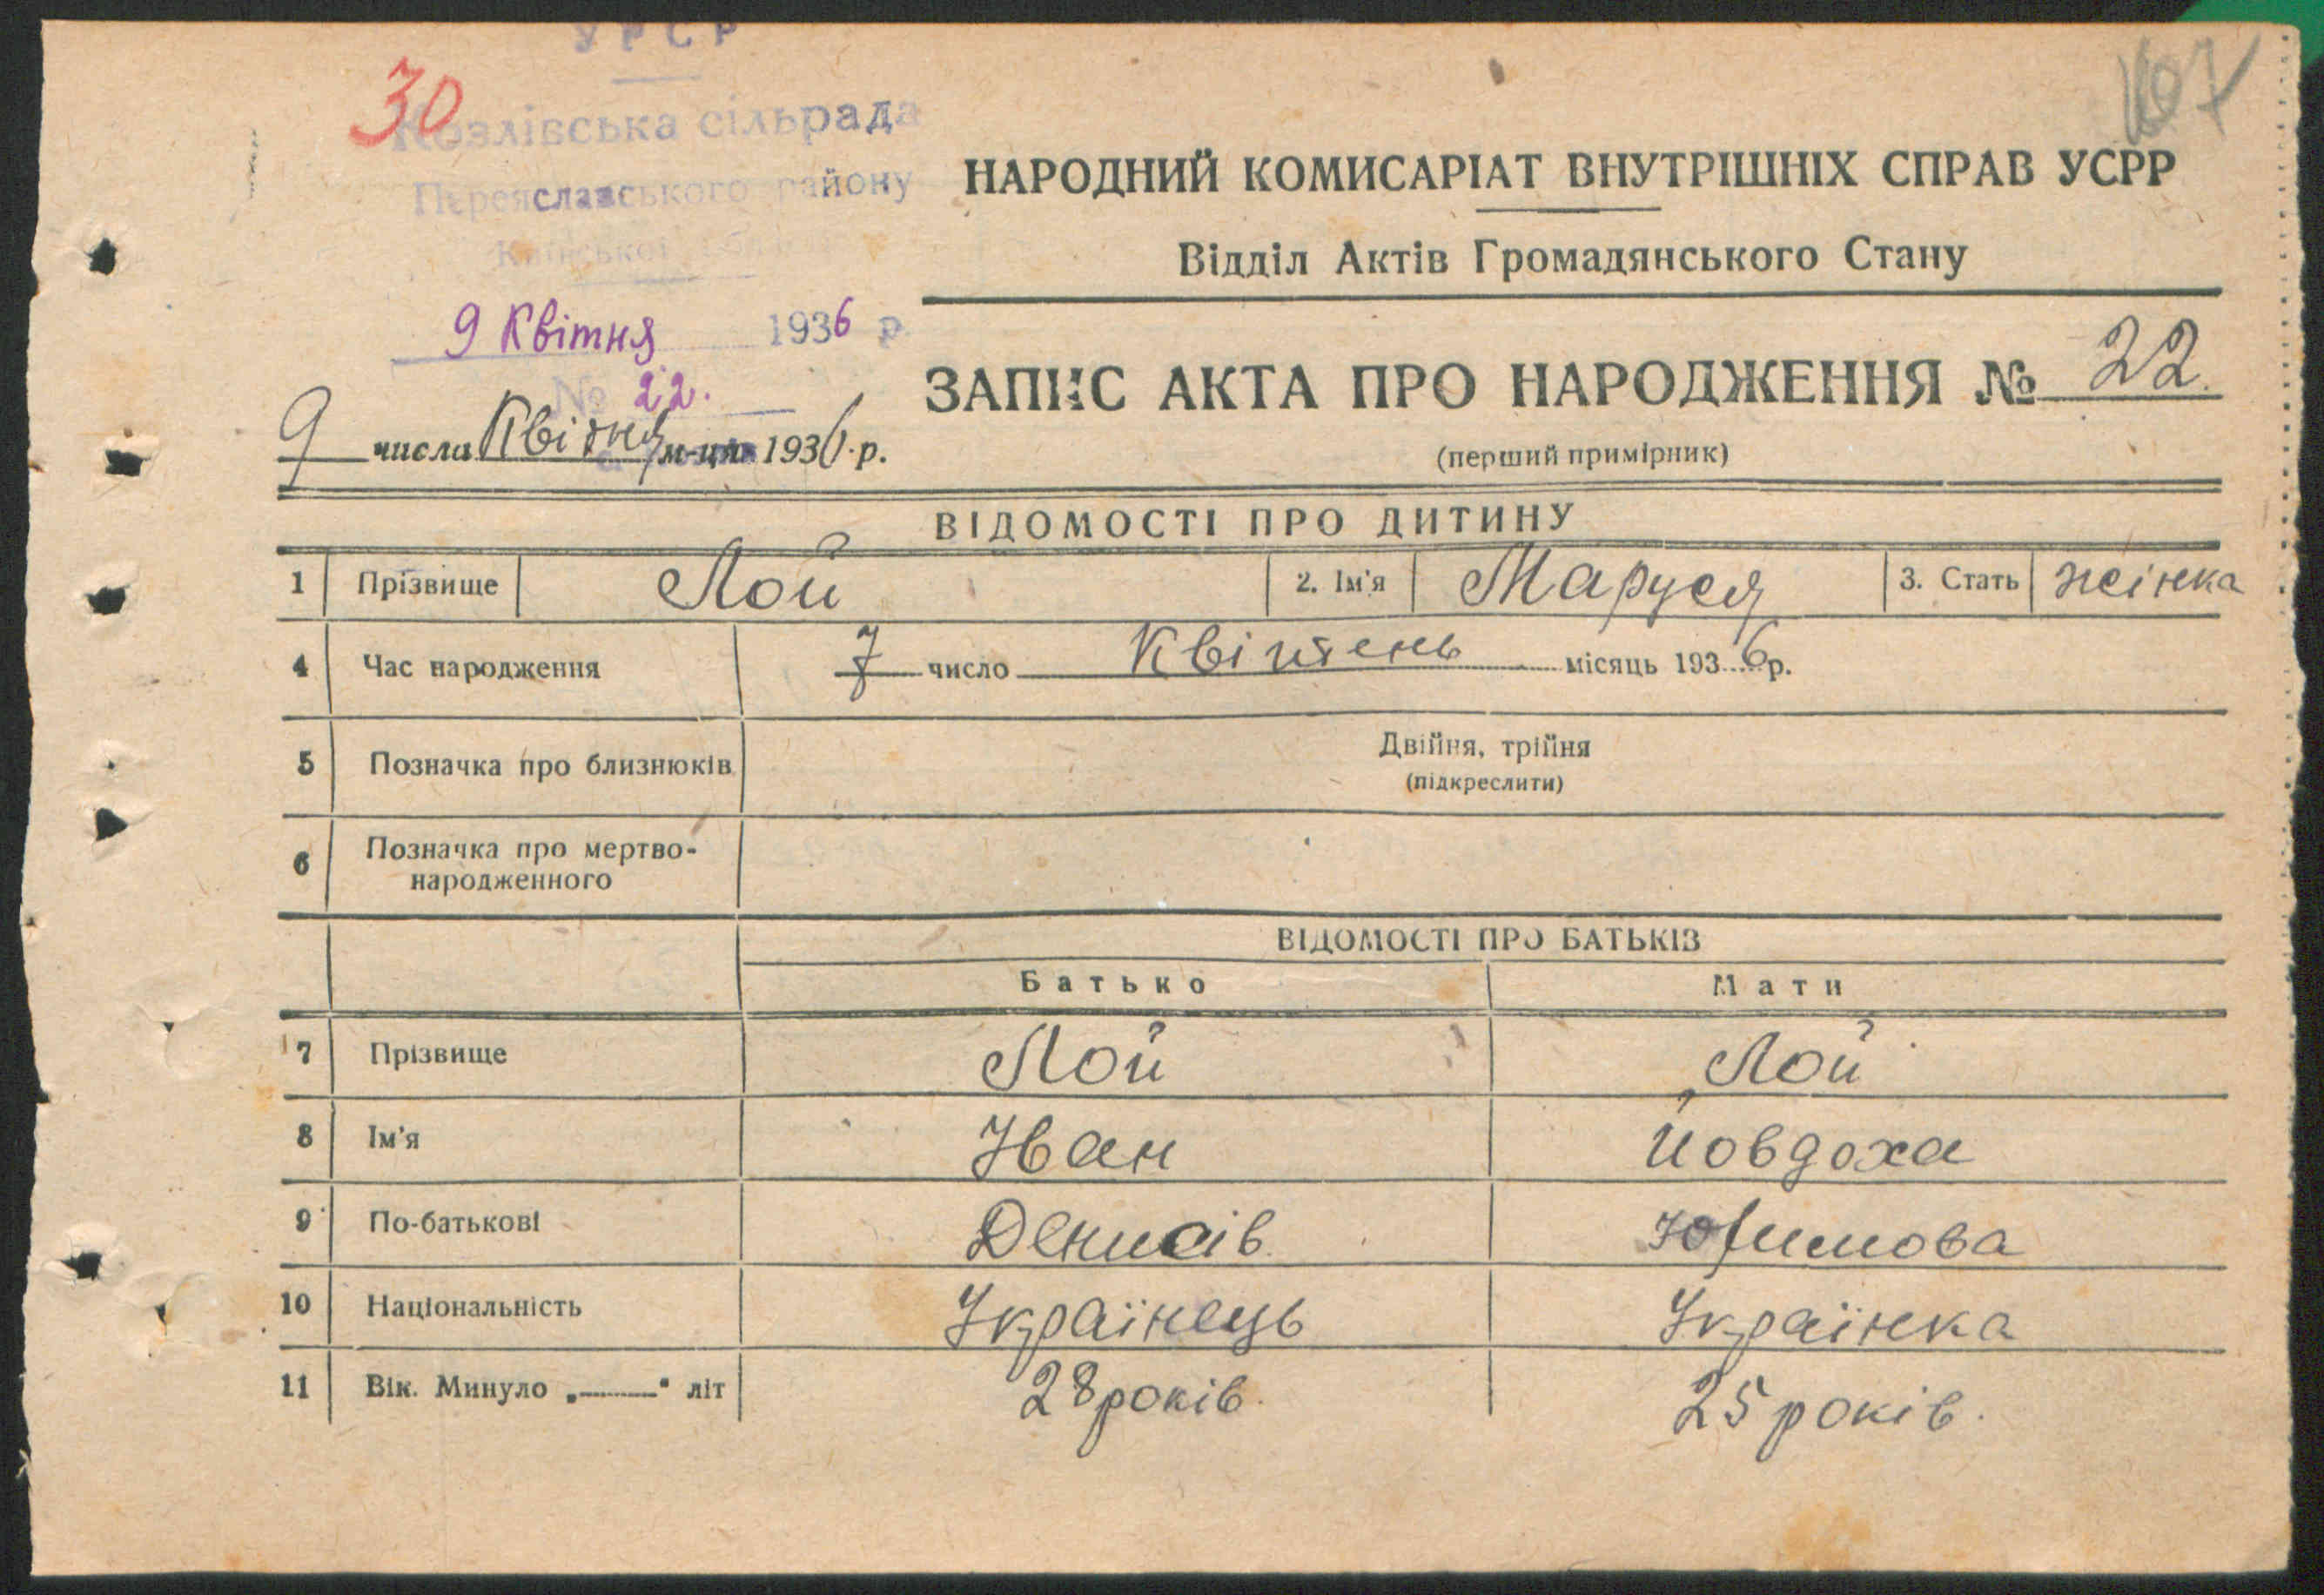 УРСР
30
Козлівська сільрада
Переяславського району
Київської
107
НАРОДНИЙ КОМИСАРІАТ ВНУТРІШНІХ СПРАВ УСРР
Відділ Актів Громадянського Стану
9 Квітня 1936 р.
№ 22.
ЗАПИС АКТА ПРО НАРОДЖЕННЯ № 22.
9 числа Квітня м-ця 1936 р.
(перший примірник)
ВІДОМОСТІ ПРО ДИТИНУ
1 Прізвище Лой 2. Ім'я Маруся 3. Стать жінка
4 Час народження 7 число Квітень місяць 1936 р.
5 Позначка про близнюків Двійня, трійня
(підкреслити)
6 Позначка про мертво-
народженного
ВІДОМОСТІ ПРО БАТЬКІВ
Батько Мати
7 Прізвище Лой Лой
8 Ім'я Іван Йовдоха
9 По-батькові Денисів Юфимова
10 Національність Українець Українка
11 Вік. Минуло „——" літ 28 років. 25 років.